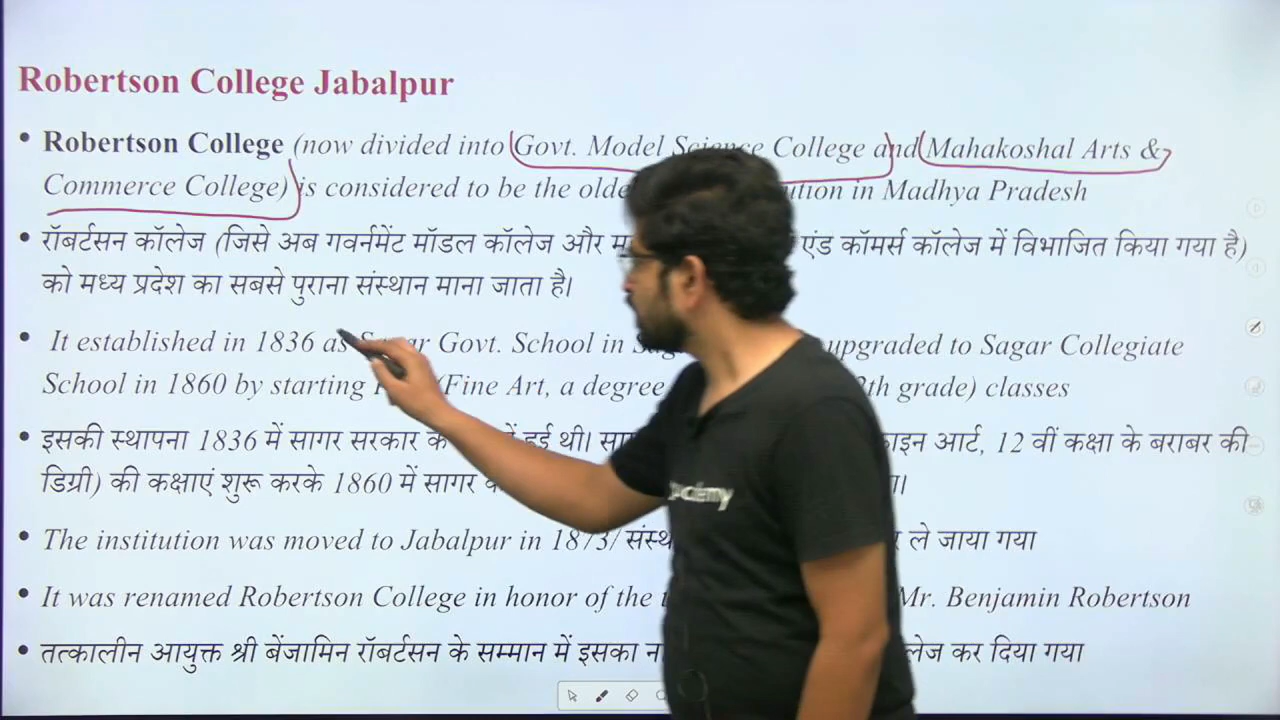 Robertson College Jabalpur
• Robertson College (now divided into Govt. Model Science College and Mahakoshal Arts &
Commerce College) is considered to be the in Madhya Pradesh
• रॉबर्टसन कॉलेज (जिसे अब गवर्नमेंट मॉडल कॉलेज और एंड कॉमर्स कॉलेज में विभाजित किया गया है)
को मध्य प्रदेश का सबसे पुराना संस्थान माना जाता है।
• It established in 1836 as Sagar Govt. School in upgraded to Sagar Collegiate
School in 1860 by starting (Fine Art, a degree grade) classes
• इसकी स्थापना 1836 में सागर सरकार हुई थी। आर्ट, 12 वीं कक्षा के बराबर की
डिग्री) की कक्षाएं शुरू करके 1860 में सागर
• The institution was moved to Jabalpur in 1873/ ले जाया गया
• It was renamed Robertson College in honor of the Mr. Benjamin Robertson
• तत्कालीन आयुक्त श्री बेंजामिन रॉबर्टसन के सम्मान में इसका कर दिया गया